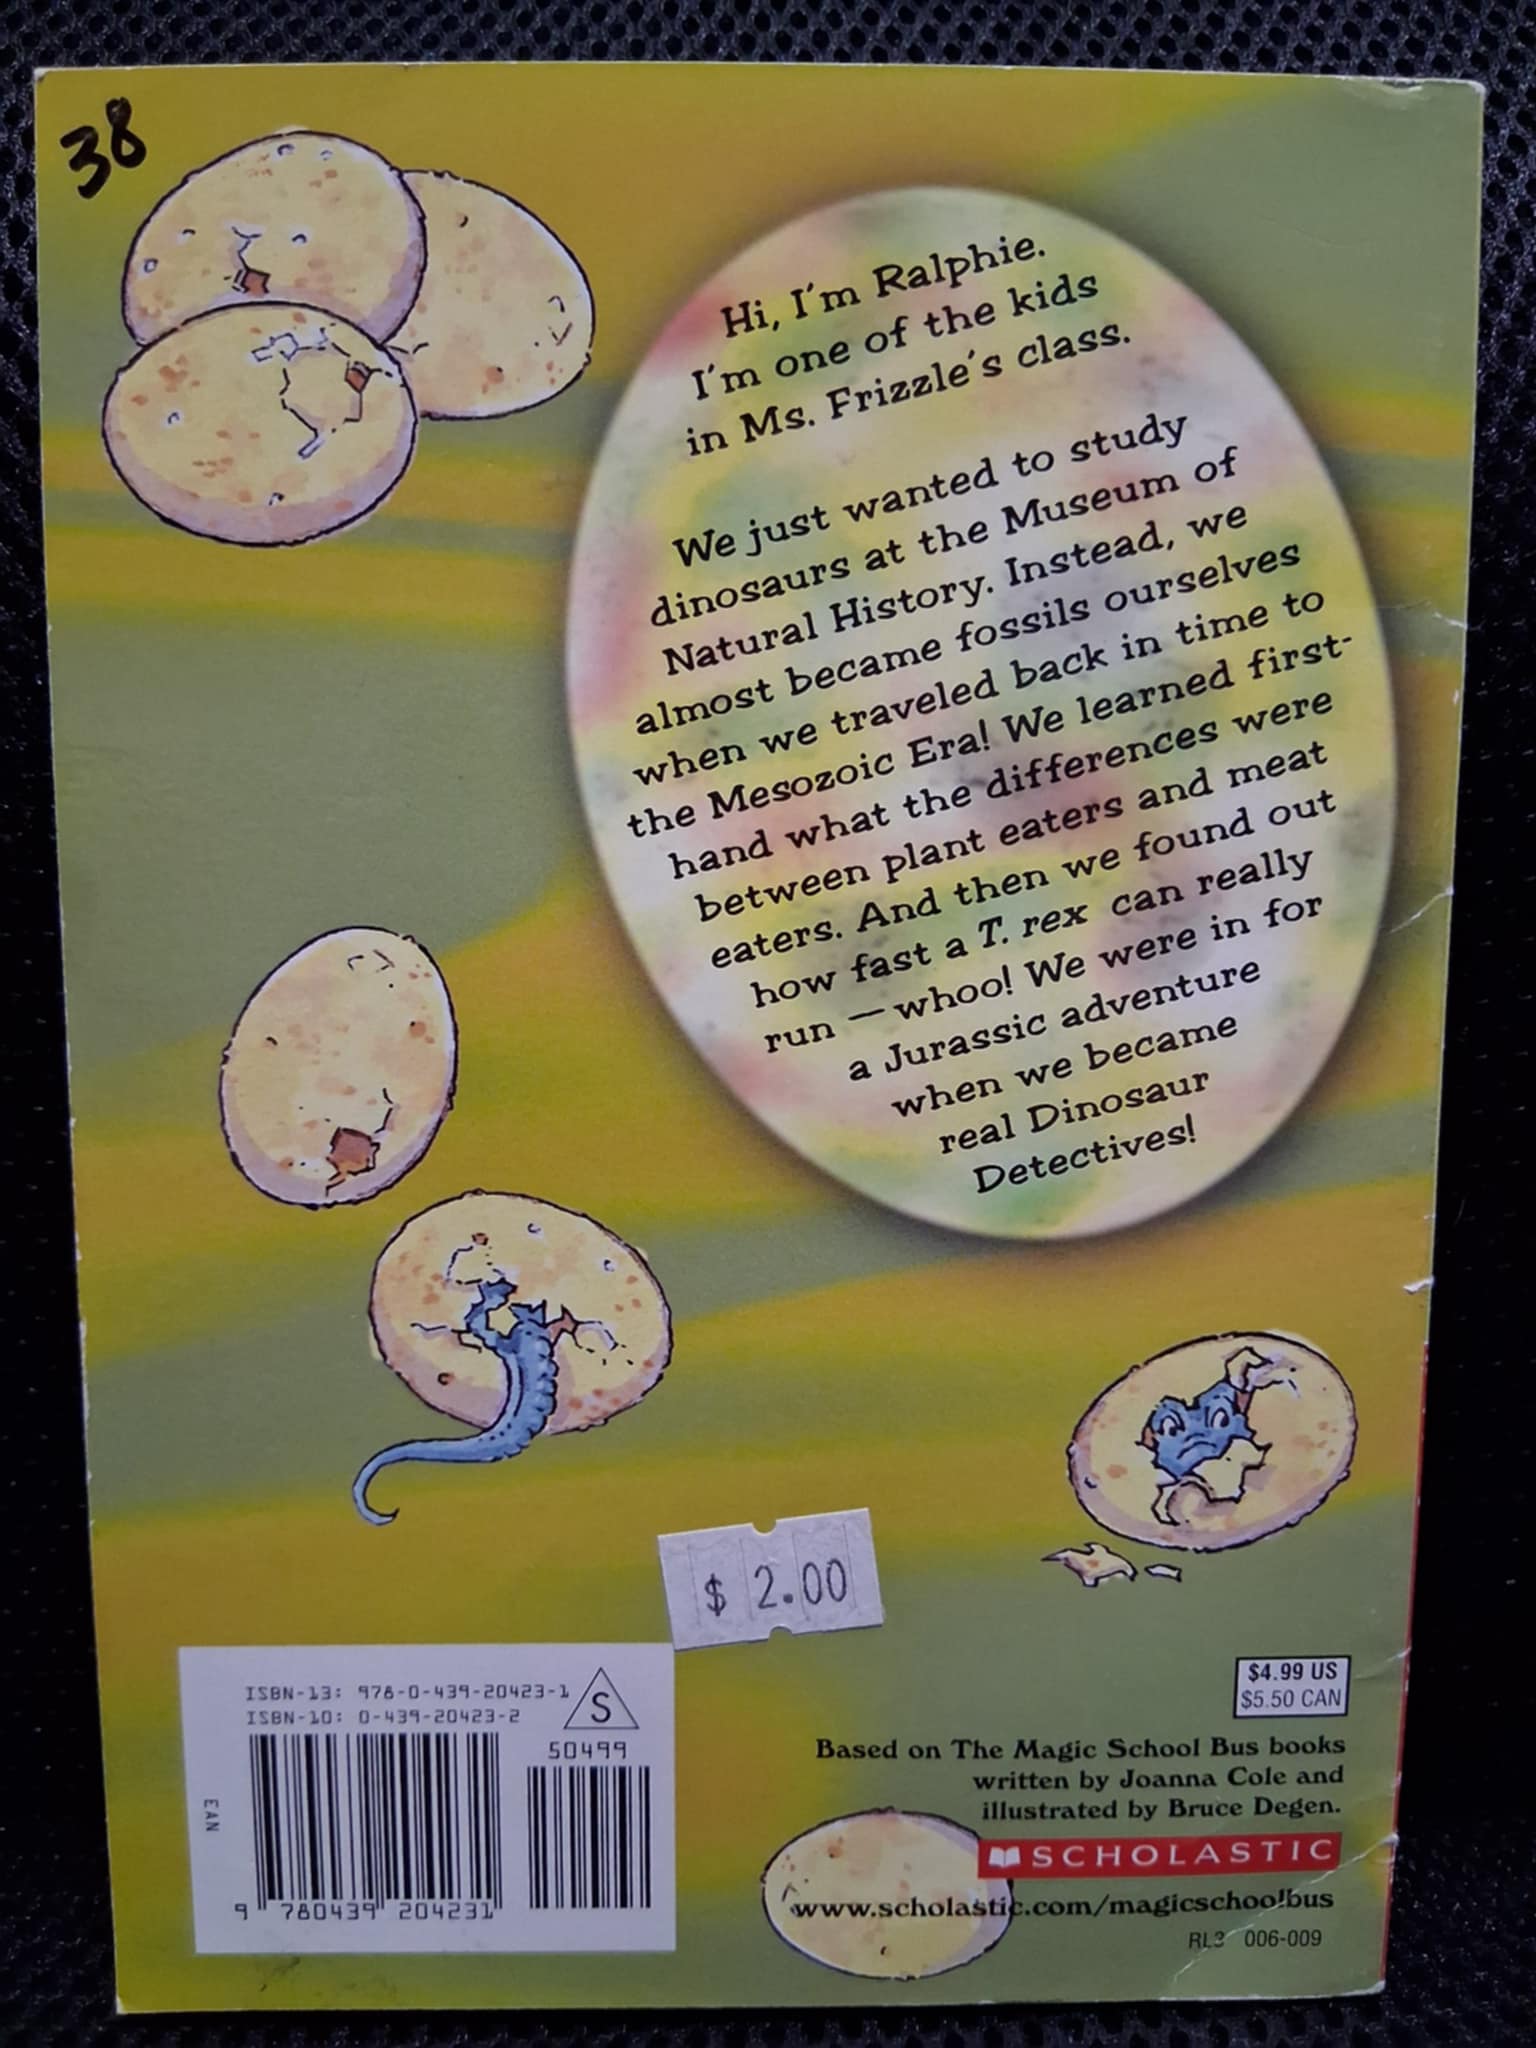 38
Hi, I'm Ralphie.
I'm one of the kids
in Ms. Frizzle's class.
We just wanted to study
dinosaurs at the Museum of
Natural History. Instead, we
almost became fossils ourselves
when we traveled back in time to
the Mesozoic Era! We learned first-
hand what the differences were
between plant eaters and meat
eaters. And then we found out
how fast a T. rex can really
run — whoo! We were in for
a Jurassic adventure
when we became
real Dinosaur
Detectives!
$ 2.00
ISBN-13: 978-0-439-20423-1
ISBN-10: 0-439-20423-2
S
50499
EAN
9 780439 204231
$4.99 US
$5.50 CAN
Based on The Magic School Bus books
written by Joanna Cole and
illustrated by Bruce Degen.
SCHOLASTIC
www.scholastic.com/magicschoolbus
RL3 006-009